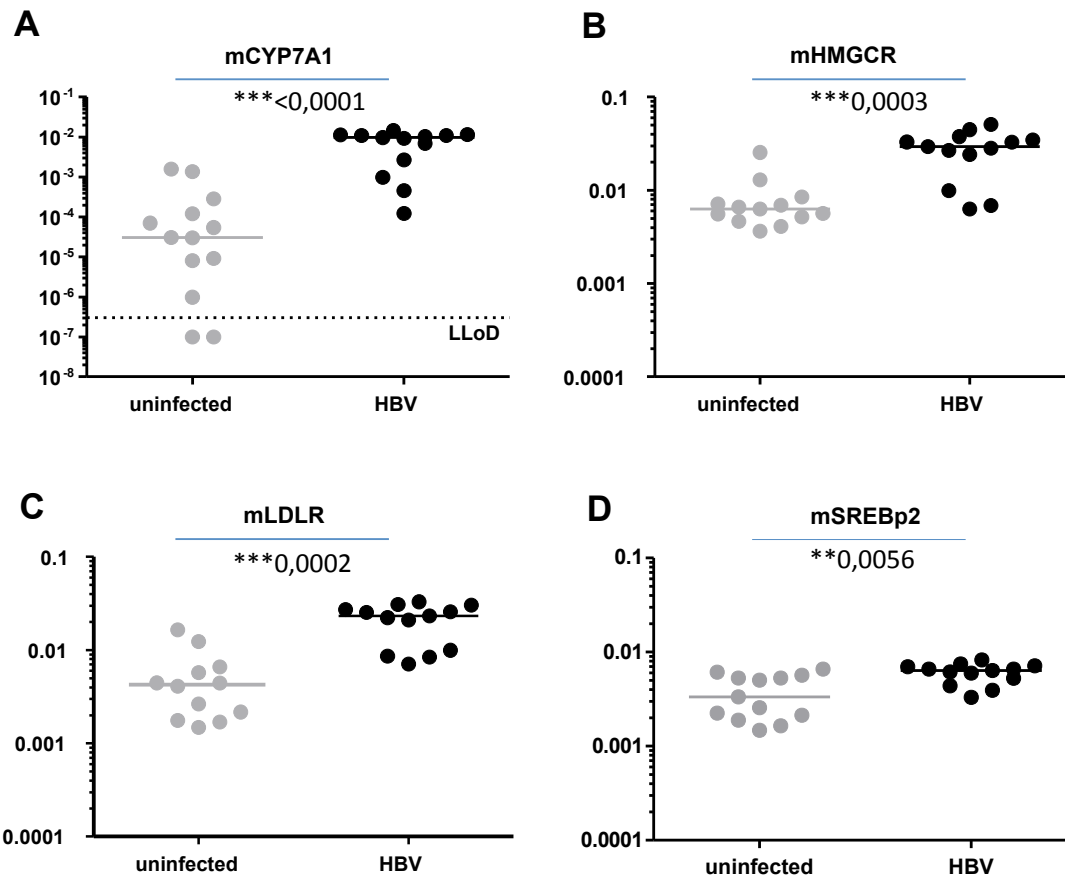 A
mCYP7A1
***<0,0001
10-1
10-2
10-3
10-4
10-5
10-6
10-7
10-8
LLoD
uninfected
HBV
B
mHMGCR
***0,0003
0.1
0.01
0.001
0.0001
uninfected
HBV
C
mLDLR
***0,0002
0.1
0.01
0.001
0.0001
uninfected
HBV
D
mSREBp2
**0,0056
0.1
0.01
0.001
0.0001
uninfected
HBV